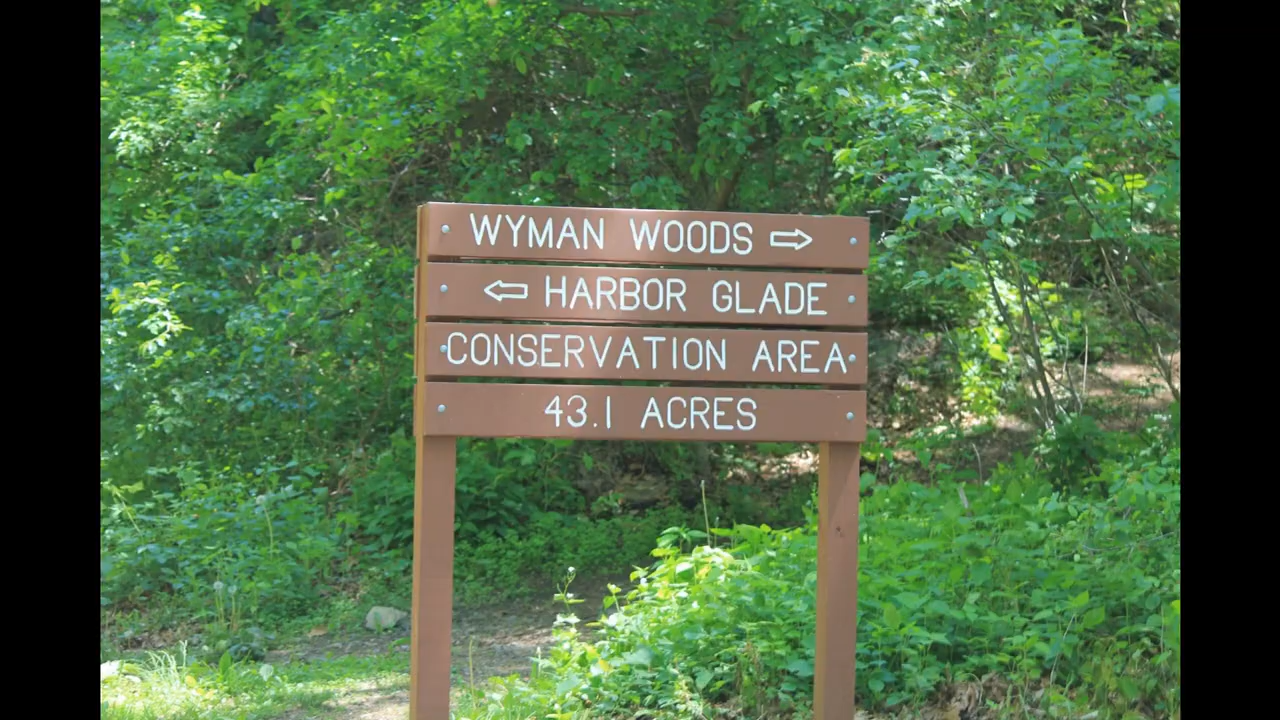 WYMAN WOODS ⇨
⇦ HARBOR GLADE
CONSERVATION AREA
43.1 ACRES